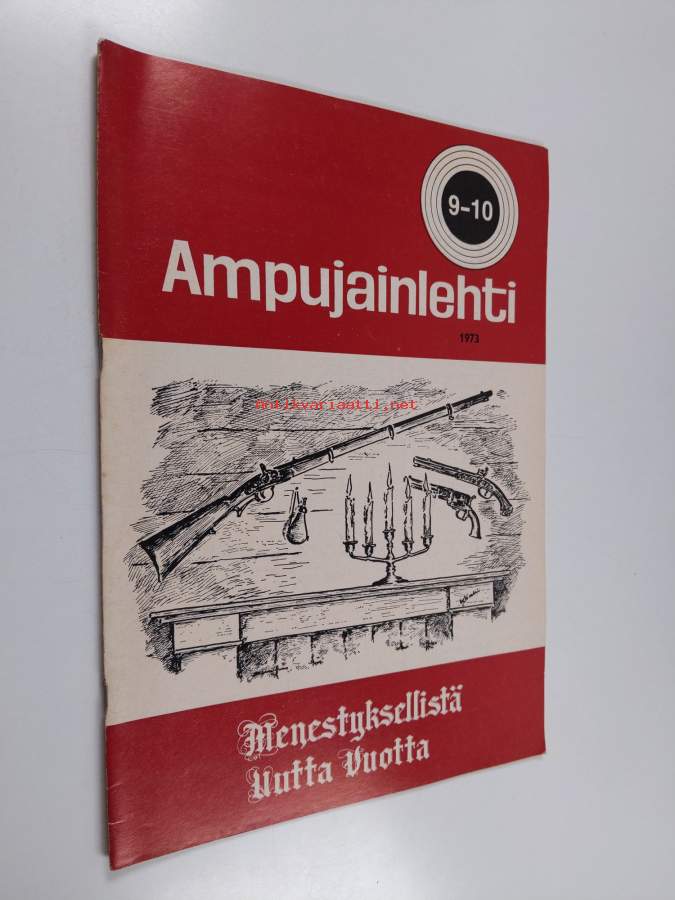 9-10
Ampujainlehti
1973
antikvariaatti.net
Menestyksellistä
Uutta Vuotta